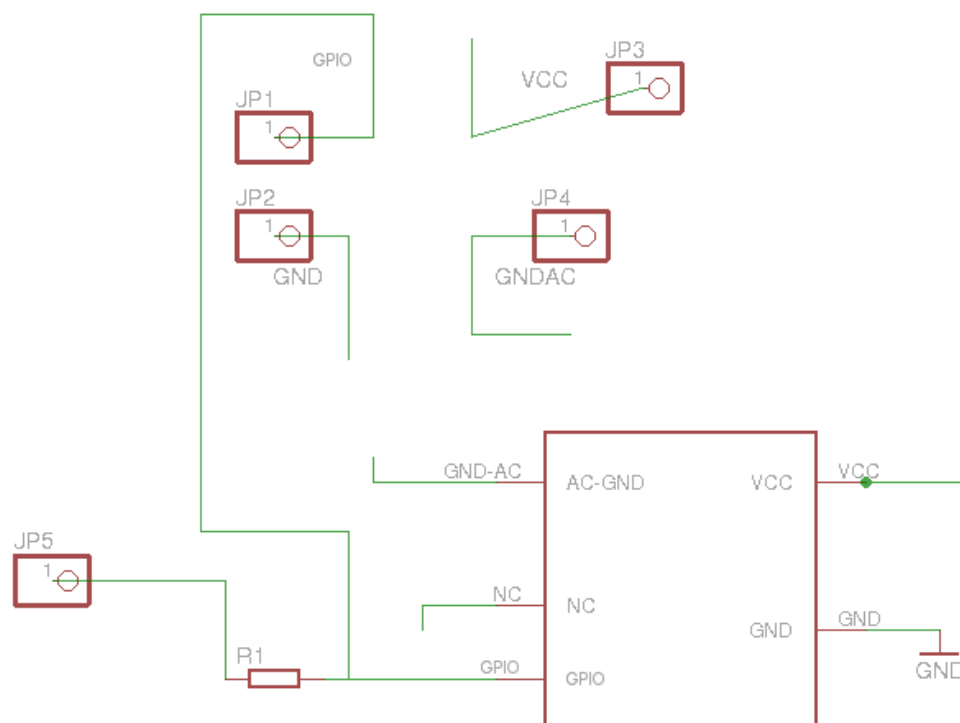 GPIO
JP3
1
VCC
JP1
1
JP2
1
GND
JP4
1
GNDAC
GND-AC
AC-GND
VCC
VCC
JP5
1
NC
NC
GND
GND
GND
R1
GPIO
GPIO